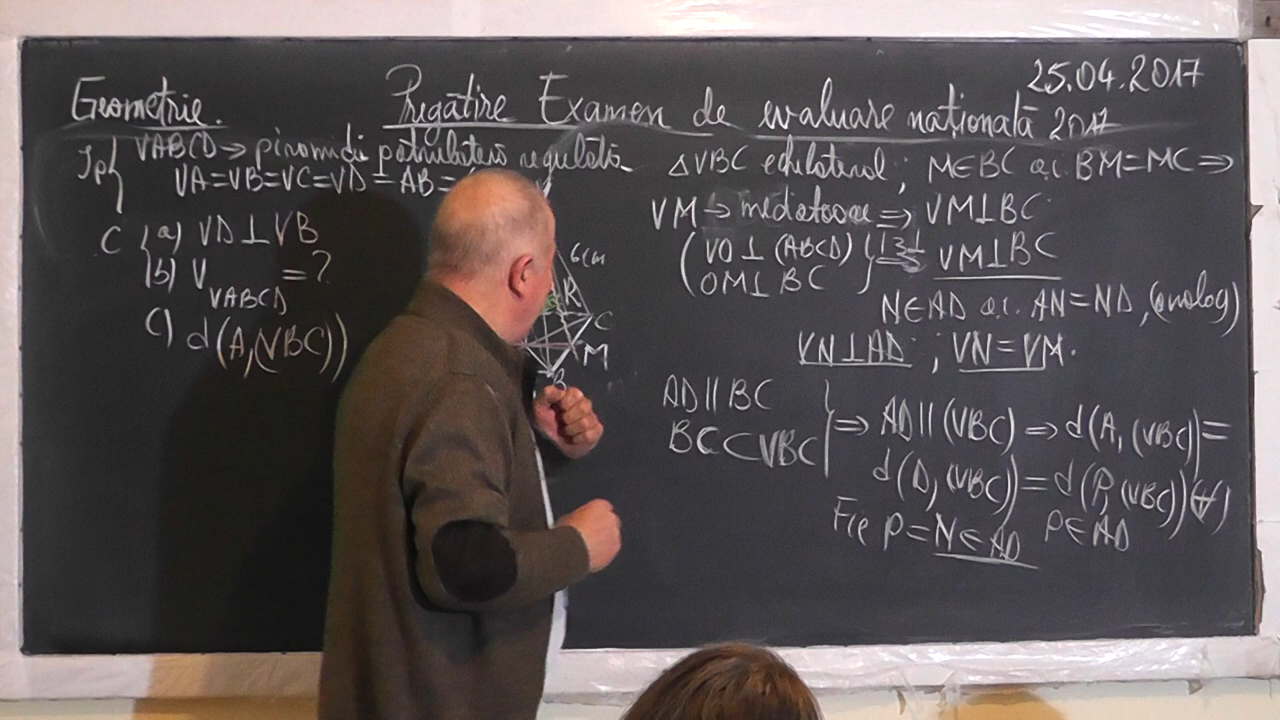 25.04.2017
Geometrie. Pregătire Examen de evaluare națională 2017
Ip VABCD → piramidă patrulateră regulată
VA=VB=VC=VD=AB=
C a) VD⊥VB
b) V_VABCD = ?
c) d(A,(VBC))
6cm
R
C
M
B
△VBC echilateral ; M∈BC a.i. BM=MC ⇒
VM → mediatoare ⇒ VM⊥BC
(VO⊥(ABCD) } T3⊥ ⇒ VM⊥BC
OM⊥BC
N∈AD a.i. AN=ND, (analog)
VN⊥AD ; VN=VM.
AD∥BC
BC⊂VBC } ⇒ AD∥(VBC) ⇒ d(A,(VBC))=
d(D,(VBC))=d(P,(VBC)) (∀)
Fie P=N∈AD P∈AD